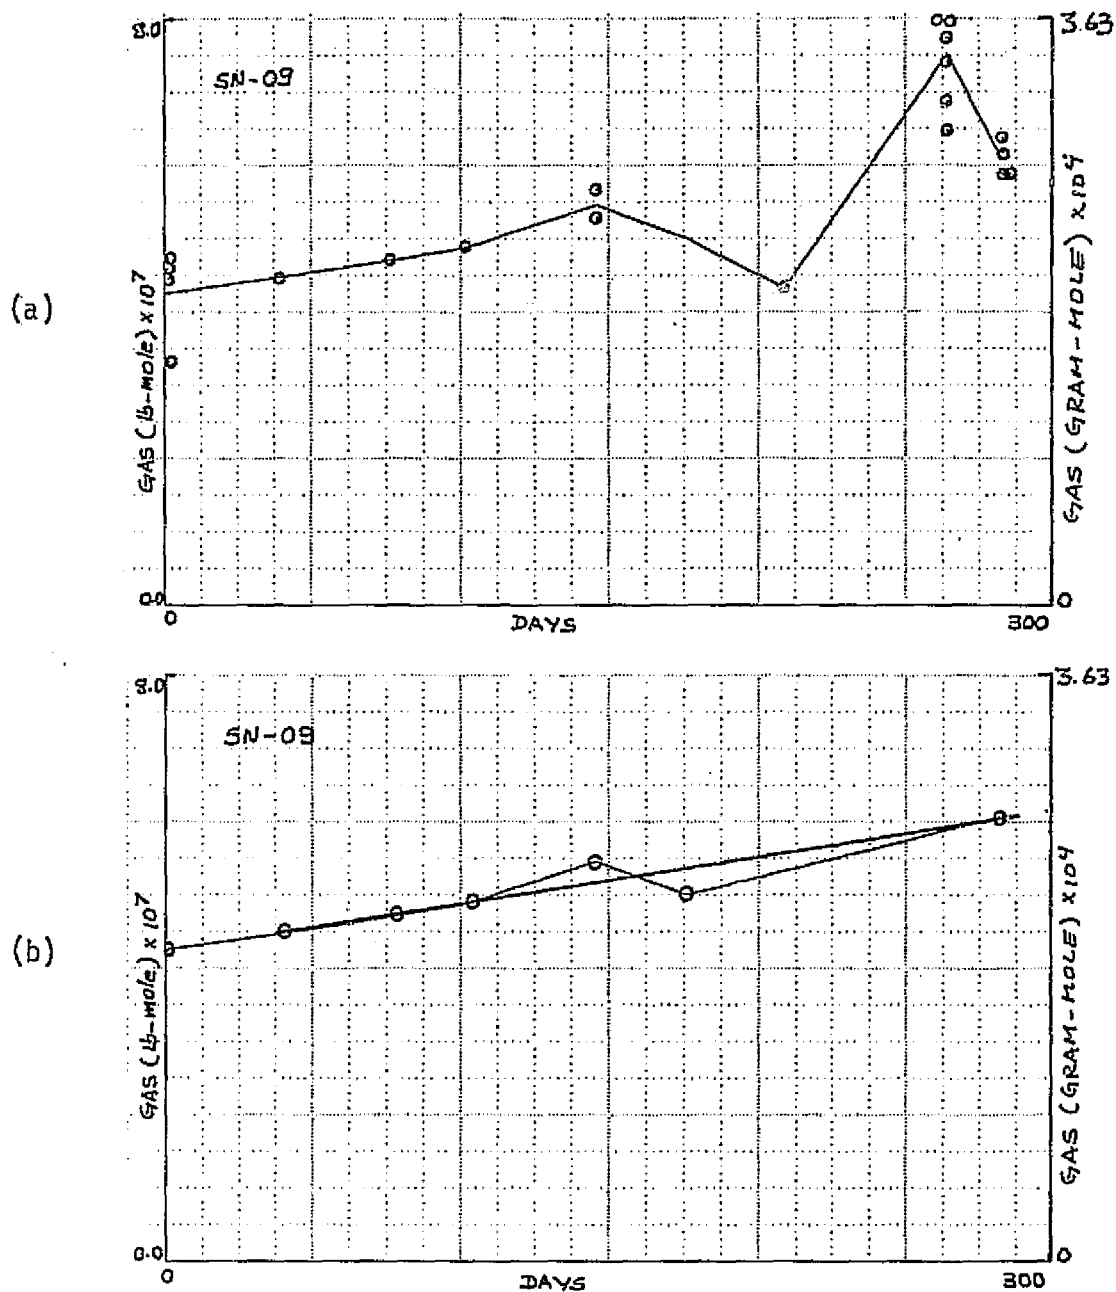 (a)
8.0
SN-09
3.63
GAS (lb-mole) x 10⁷
GAS (GRAM-MOLE) x 10⁴
0.0
0
0
DAYS
300
(b)
8.0
SN-09
3.63
GAS (lb-mole) x 10⁷
GAS (GRAM-MOLE) x 10⁴
0.0
0
0
DAYS
300